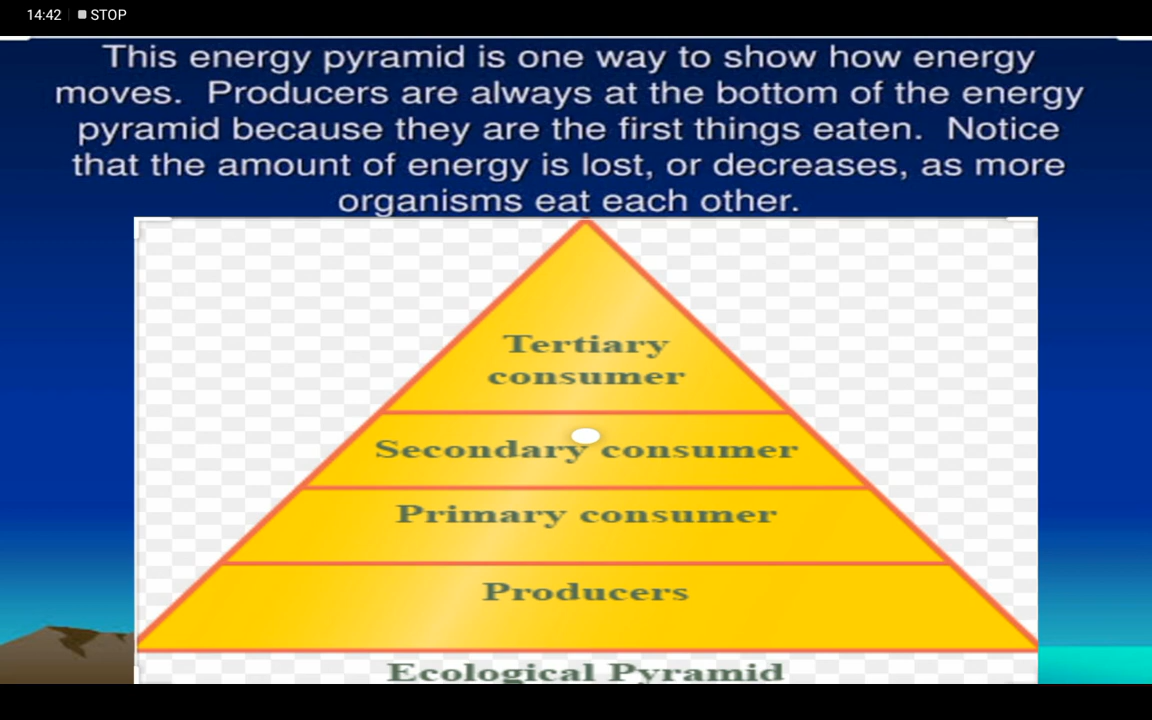 14:42 STOP
This energy pyramid is one way to show how energy
moves. Producers are always at the bottom of the energy
pyramid because they are the first things eaten. Notice
that the amount of energy is lost, or decreases, as more
organisms eat each other.
Tertiary
consumer
Secondary consumer
Primary consumer
Producers
Ecological Pyramid